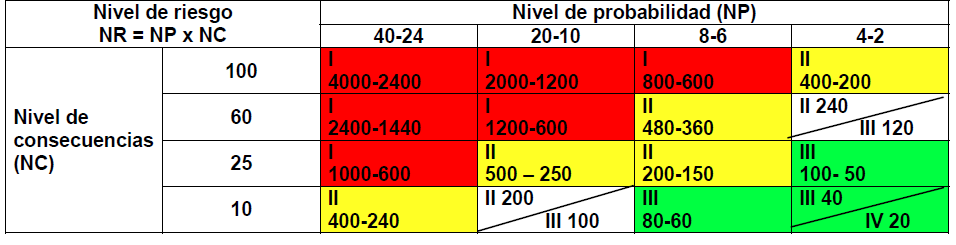 Nivel de riesgo
NR = NP x NC
Nivel de probabilidad (NP)
40-24 20-10 8-6 4-2
Nivel de
consecuencias
(NC)
100
I
4000-2400
I
2000-1200
I
800-600
II
400-200
60
I
2400-1440
I
1200-600
II
480-360
II 240
III 120
25
I
1000-600
II
500 – 250
II
200-150
III
100- 50
10
II
400-240
II 200
III 100
III
80-60
III 40
IV 20